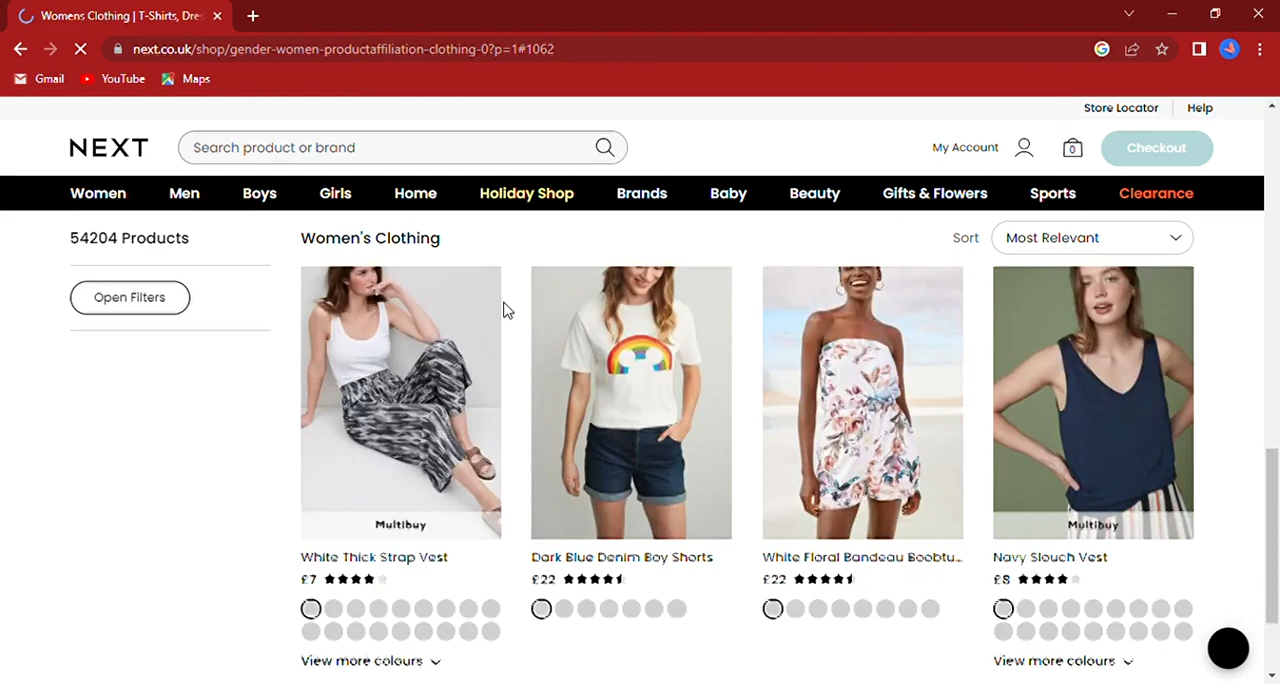 Womens Clothing | T-Shirts, Dres
next.co.uk/shop/gender-women-productaffiliation-clothing-0?p=1#1062
Gmail YouTube Maps
Store Locator Help
NEXT Search product or brand My Account 0 Checkout
Women Men Boys Girls Home Holiday Shop Brands Baby Beauty Gifts & Flowers Sports Clearance
54204 Products Women's Clothing Sort Most Relevant
Open Filters
Multibuy Multibuy
White Thick Strap Vest Dark Blue Denim Boy Shorts White Floral Bandeau Boobtu... Navy Slouch Vest
£7 £22 £22 £8
View more colours View more colours